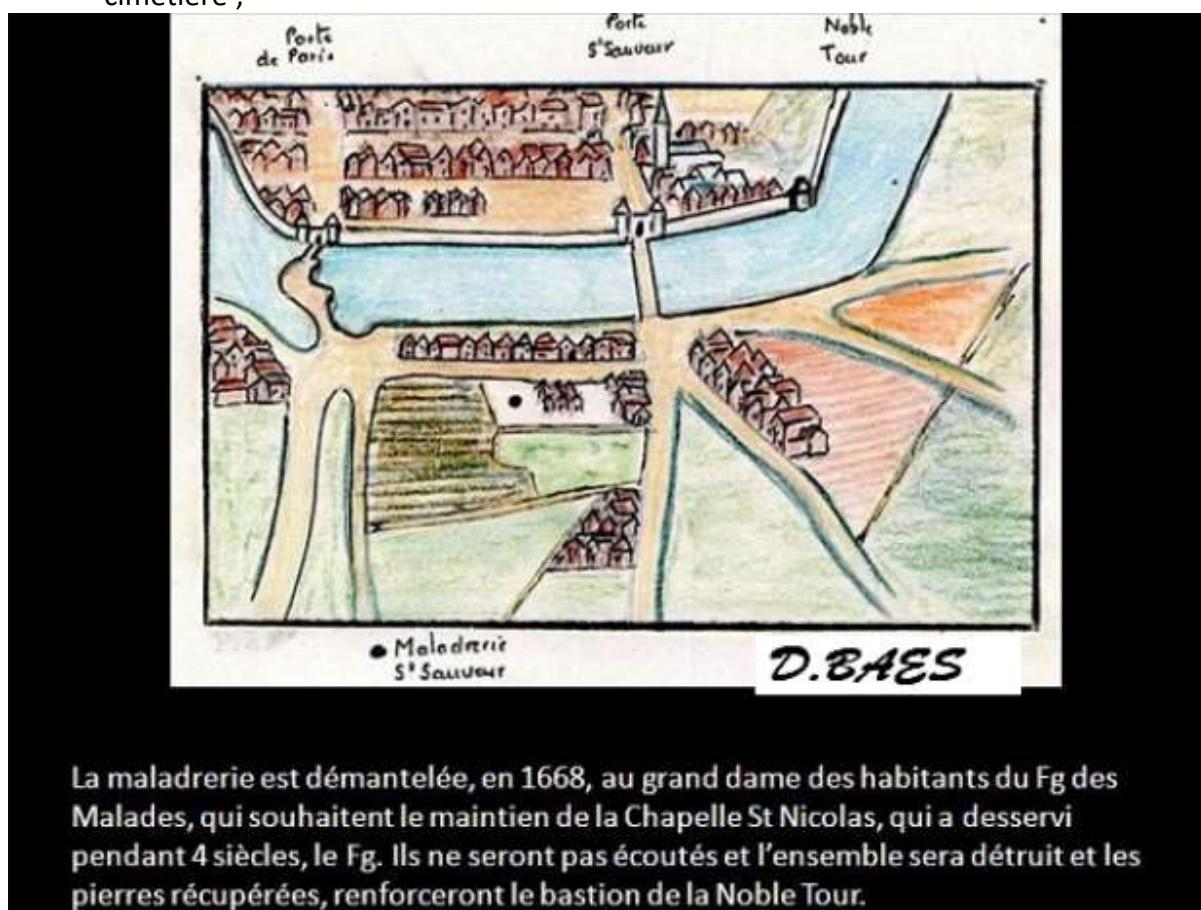 cimetière ;
Porte
de Paris
Porte
St Sauveur
Noble
Tour
● Maladrerie
St Sauveur
D.BAES
La maladrerie est démantelée, en 1668, au grand dame des habitants du Fg des
Malades, qui souhaitent le maintien de la Chapelle St Nicolas, qui a desservi
pendant 4 siècles, le Fg. Ils ne seront pas écoutés et l’ensemble sera détruit et les
pierres récupérées, renforceront le bastion de la Noble Tour.